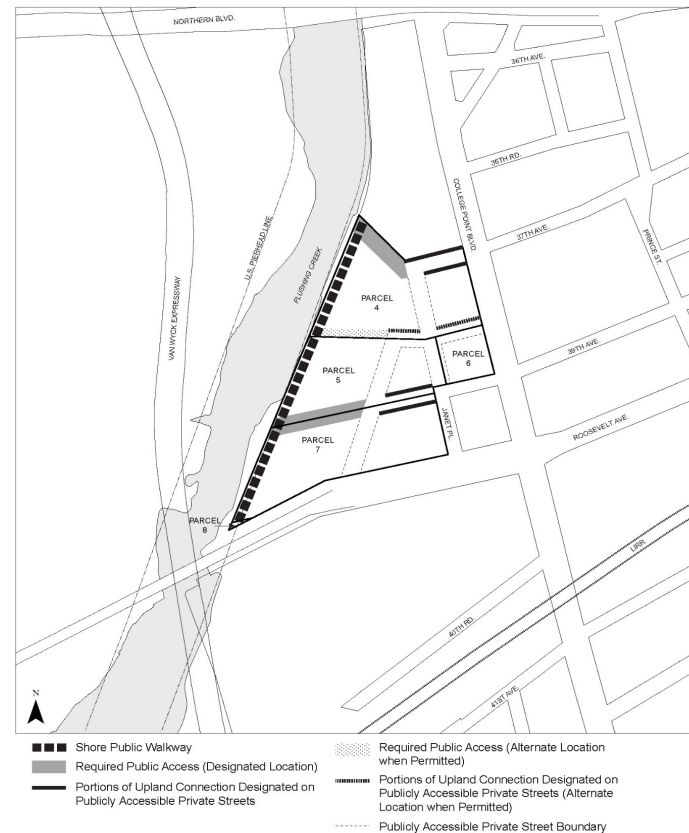 NORTHERN BLVD.
36TH AVE.
36TH RD.
COLLEGE POINT BLVD.
37TH AVE.
PRINCE ST.
U.S. PIERHEAD LINE
FLUSHING CREEK
VAN WYCK EXPRESSWAY
PARCEL
4
39TH AVE.
PARCEL
6
PARCEL
5
JANET PL.
ROOSEVELT AVE.
PARCEL
7
PARCEL
8
LIRR
40TH RD.
41ST AVE.
N
Shore Public Walkway
Required Public Access (Designated Location)
Portions of Upland Connection Designated on
Publicly Accessible Private Streets
Required Public Access (Alternate Location
when Permitted)
Portions of Upland Connection Designated on
Publicly Accessible Private Streets (Alternate
Location when Permitted)
Publicly Accessible Private Street Boundary